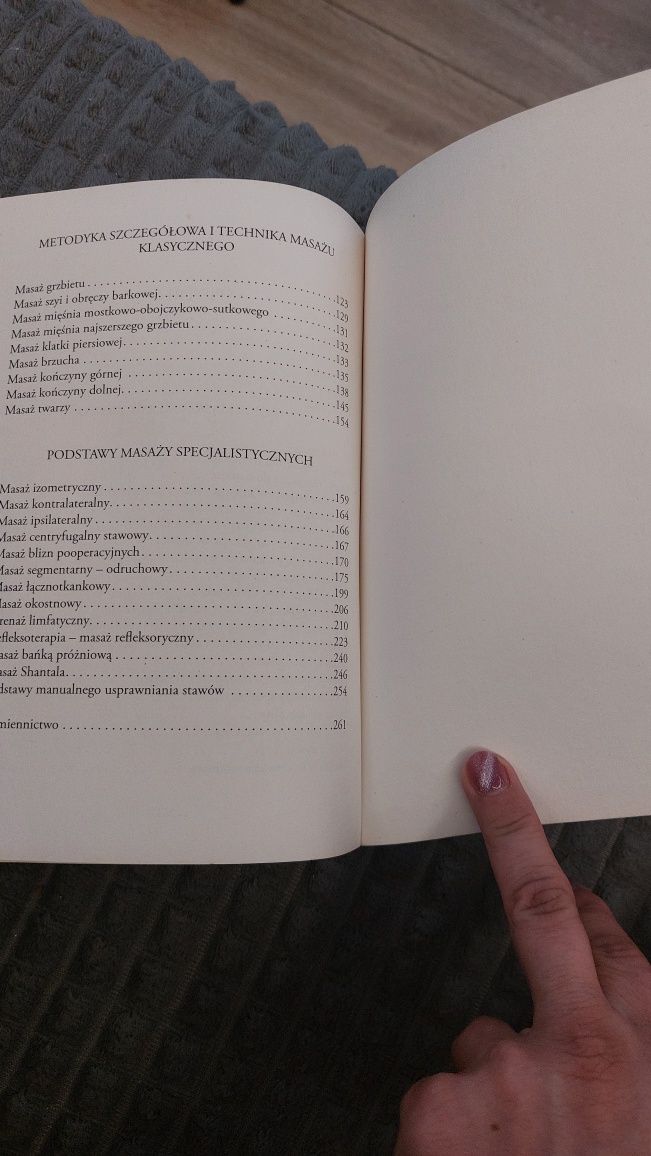 METODYKA SZCZEGÓŁOWA I TECHNIKA MASAŻU
KLASYCZNEGO
Masaż grzbietu . . . . . . . . . . . . . . . . . . . . . . . . . . . . . . . . . . .123
Masaż szyi i obręczy barkowej. . . . . . . . . . . . . . . . . . . . . . . .129
Masaż mięśnia mostkowo-obojczykowo-sutkowego . . . . . . . . .131
Masaż mięśnia najszerszego grzbietu . . . . . . . . . . . . . . . . . . . .132
Masaż klatki piersiowej. . . . . . . . . . . . . . . . . . . . . . . . . . . . .133
Masaż brzucha . . . . . . . . . . . . . . . . . . . . . . . . . . . . . . . . . . .135
Masaż kończyny górnej . . . . . . . . . . . . . . . . . . . . . . . . . . . . .138
Masaż kończyny dolnej. . . . . . . . . . . . . . . . . . . . . . . . . . . . .145
Masaż twarzy . . . . . . . . . . . . . . . . . . . . . . . . . . . . . . . . . . . .154
PODSTAWY MASAŻY SPECJALISTYCZNYCH
Masaż izometryczny . . . . . . . . . . . . . . . . . . . . . . . . . . . . . . .159
Masaż kontralateralny. . . . . . . . . . . . . . . . . . . . . . . . . . . . . .164
Masaż ipsilateralny . . . . . . . . . . . . . . . . . . . . . . . . . . . . . . . .166
Masaż centryfugalny stawowy. . . . . . . . . . . . . . . . . . . . . . . . .167
Masaż blizn pooperacyjnych . . . . . . . . . . . . . . . . . . . . . . . . . .170
Masaż segmentarny – odruchowy. . . . . . . . . . . . . . . . . . . . . . .175
Masaż łącznotkankowy. . . . . . . . . . . . . . . . . . . . . . . . . . . . . .199
Masaż okostnowy . . . . . . . . . . . . . . . . . . . . . . . . . . . . . . . . .206
renaż limfatyczny. . . . . . . . . . . . . . . . . . . . . . . . . . . . . . . . .210
efleksoterapia – masaż refleksoryczny . . . . . . . . . . . . . . . . . . .223
asaż bańką próżniową . . . . . . . . . . . . . . . . . . . . . . . . . . . . . .240
asaż Shantala. . . . . . . . . . . . . . . . . . . . . . . . . . . . . . . . . . . .246
dstawy manualnego usprawniania stawów . . . . . . . . . . . . . . .254
miennictwo . . . . . . . . . . . . . . . . . . . . . . . . . . . . . . . . . . . . .261